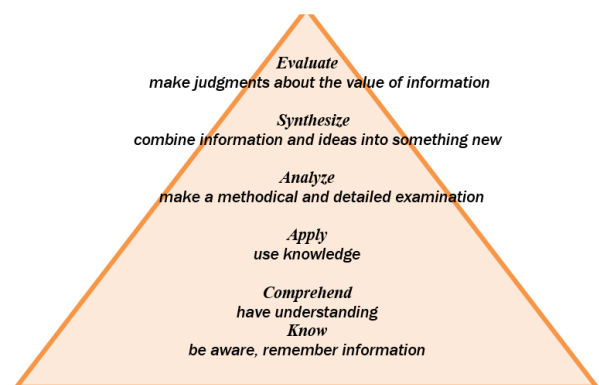 Evaluate
make judgments about the value of information
Synthesize
combine information and ideas into something new
Analyze
make a methodical and detailed examination
Apply
use knowledge
Comprehend
have understanding
Know
be aware, remember information